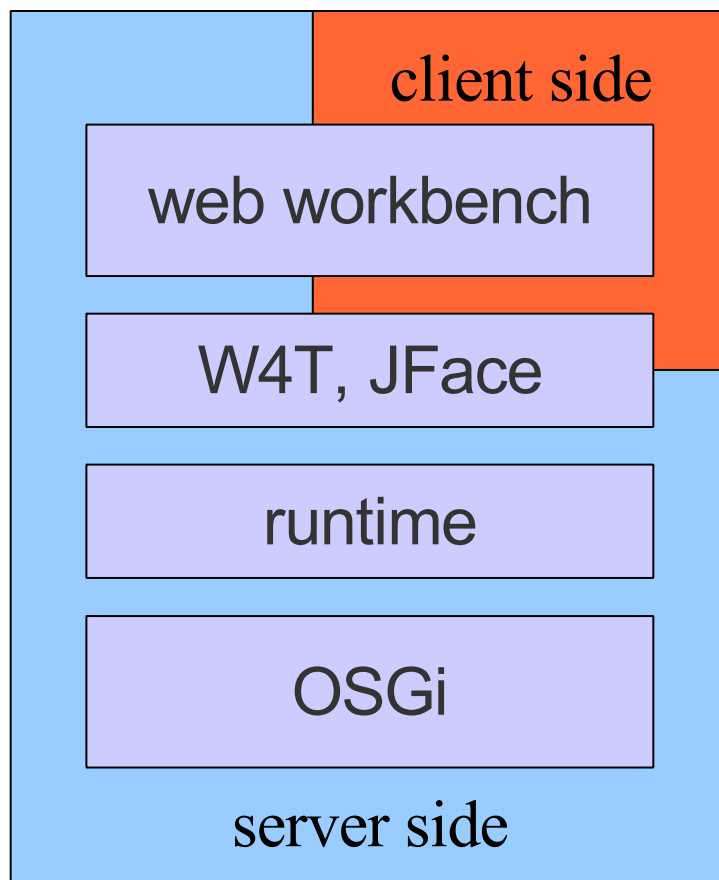 client side
web workbench
W4T, JFace
runtime
OSGi
server side